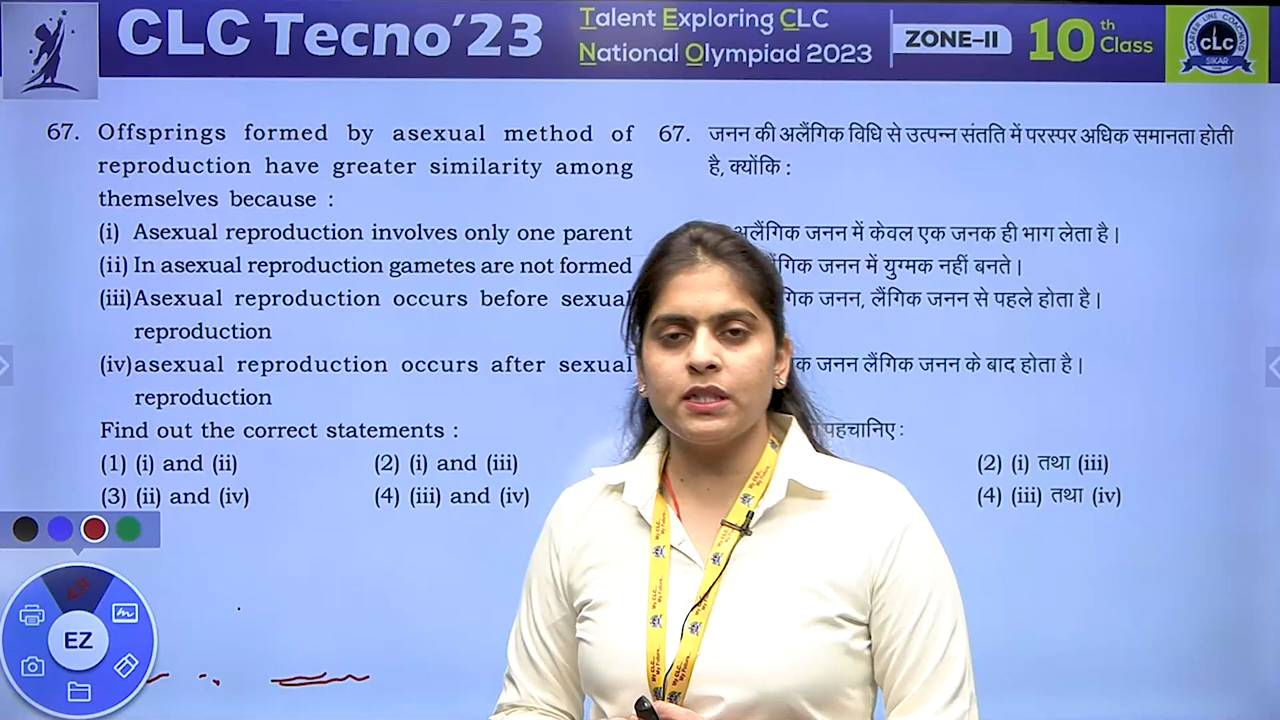 CLC Tecno'23
Talent Exploring CLC
National Olympiad 2023
ZONE-II
10th Class
CAREER LINE COACHING
CLC
SIKAR
67. Offsprings formed by asexual method of
reproduction have greater similarity among
themselves because :
(i) Asexual reproduction involves only one parent
(ii) In asexual reproduction gametes are not formed
(iii) Asexual reproduction occurs before sexual
reproduction
(iv) asexual reproduction occurs after sexual
reproduction
Find out the correct statements :
(1) (i) and (ii) (2) (i) and (iii)
(3) (ii) and (iv) (4) (iii) and (iv)
67. जनन की अलैंगिक विधि से उत्पन्न संतति में परस्पर अधिक समानता होती
है, क्योंकि :
अलैंगिक जनन में केवल एक जनक ही भाग लेता है |
जनन में युग्मक नहीं बनते |
जनन, लैंगिक जनन से पहले होता है |
जनन लैंगिक जनन के बाद होता है |
पहचानिए :
(2) (i) तथा (iii)
(4) (iii) तथा (iv)
EZ